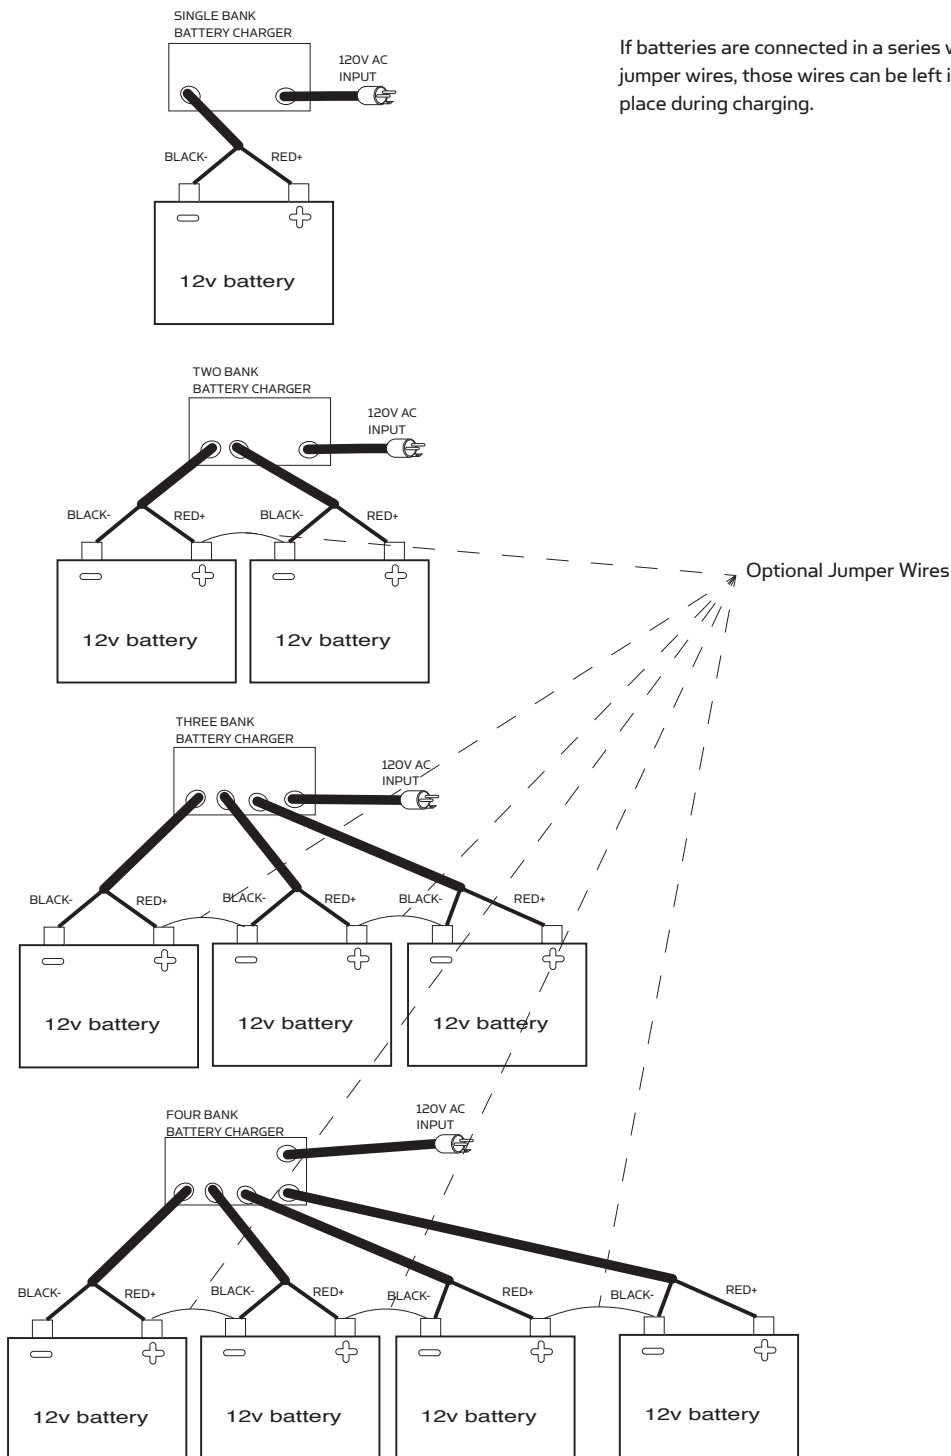 SINGLE BANK
BATTERY CHARGER
120V AC
INPUT
If batteries are connected in a series w
jumper wires, those wires can be left i
place during charging.
BLACK-
RED+
12v battery
TWO BANK
BATTERY CHARGER
120V AC
INPUT
BLACK-
RED+
BLACK-
RED+
Optional Jumper Wires
12v battery
12v battery
THREE BANK
BATTERY CHARGER
120V AC
INPUT
BLACK-
RED+
BLACK-
RED+
BLACK-
RED+
12v battery
12v battery
12v battery
FOUR BANK
BATTERY CHARGER
120V AC
INPUT
BLACK-
RED+
BLACK-
RED+
BLACK-
RED+
BLACK-
RED+
12v battery
12v battery
12v battery
12v battery